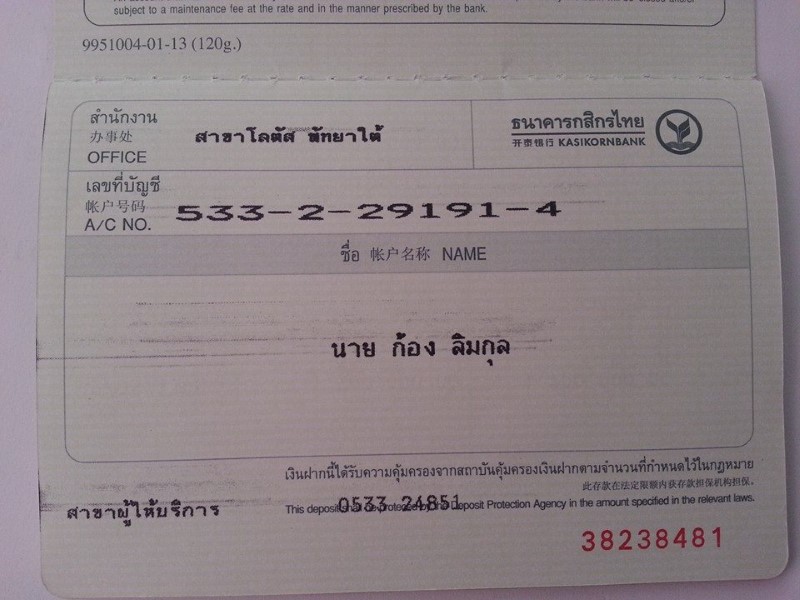 subject to a maintenance fee at the rate and in the manner prescribed by the bank.
9951004-01-13 (120g.)
สำนักงาน
办事处
OFFICE
สาขาโลตัส พัทยาใต้
ธนาคารกสิกรไทย
开泰银行 KASIKORNBANK
เลขที่บัญชี
帐户号码
A/C NO.
533-2-29191-4
ชื่อ 帐户名称 NAME
นาย ก้อง ลิมกุล
เงินฝากนี้ได้รับความคุ้มครองจากสถาบันคุ้มครองเงินฝากตามจำนวนที่กำหนดไว้ในกฎหมาย
此存款在法定限额内获存款担保机构担保。
This deposit shall be protected by the Deposit Protection Agency in the amount specified in the relevant laws.
สาขาผู้ให้บริการ 0533 24851
38238481